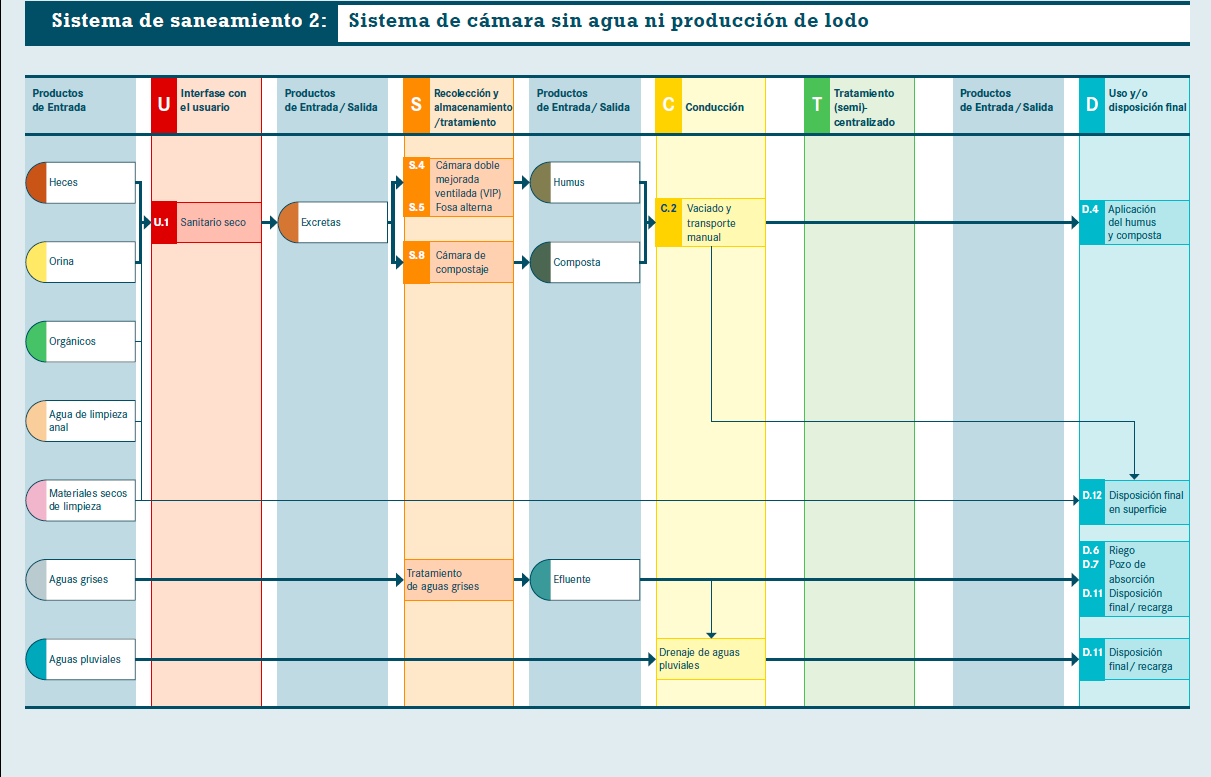 Sistema de saneamiento 2: Sistema de cámara sin agua ni producción de lodo
Productos
de Entrada
U
Interfase con
el usuario
Productos
de Entrada / Salida
S
Recolección y
almacenamiento
/tratamiento
Productos
de Entrada / Salida
C
Conducción
T
Tratamiento
(semi)-
centralizado
Productos
de Entrada / Salida
D
Uso y/o
disposición final
Heces
Orina
Orgánicos
Agua de limpieza
anal
Materiales secos
de limpieza
Aguas grises
Aguas pluviales
U.1 Sanitario seco
Excretas
S.4 Cámara doble
mejorada
ventilada (VIP)
S.5 Fosa alterna
S.8 Cámara de
compostaje
Tratamiento
de aguas grises
Humus
Composta
Efluente
C.2 Vaciado y
transporte
manual
Drenaje de aguas
pluviales
D.4 Aplicación
del humus
y composta
D.12 Disposición final
en superficie
D.6 Riego
D.7 Pozo de
absorción
D.11 Disposición
final / recarga
D.11 Disposición
final / recarga